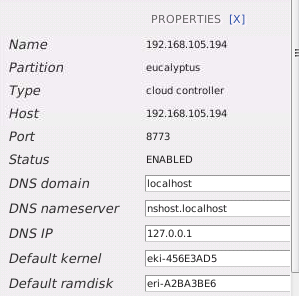 PROPERTIES [X]
Name 192.168.105.194
Partition eucalyptus
Type cloud controller
Host 192.168.105.194
Port 8773
Status ENABLED
DNS domain localhost
DNS nameserver nshost.localhost
DNS IP 127.0.0.1
Default kernel eki-456E3AD5
Default ramdisk eri-A2BA3BE6